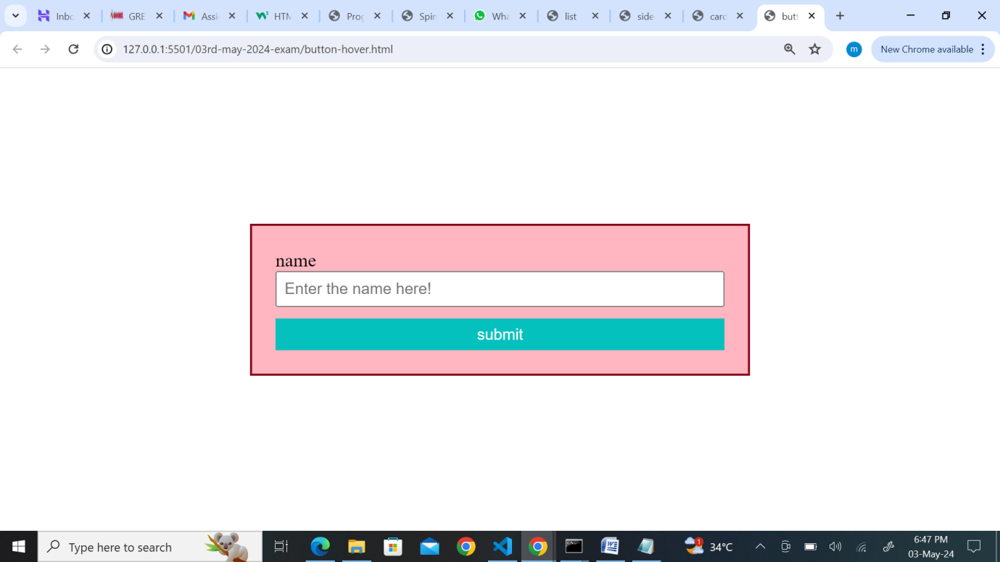 Inbo GRE Assi HTM Prog Spin Wha list side card butt
127.0.0.1:5501/03rd-may-2024-exam/button-hover.html m New Chrome available
name
Enter the name here!
submit
Type here to search 1 34°C 6:47 PM
03-May-24